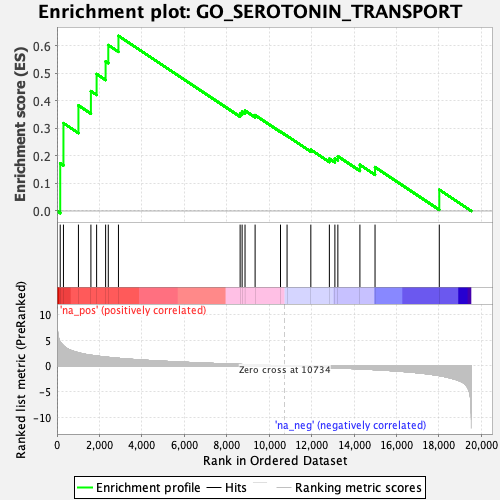 Enrichment plot: GO_SEROTONIN_TRANSPORT
Enrichment score (ES)
0.6
0.5
0.4
0.3
0.2
0.1
0.0
'na_pos' (positively correlated)
Ranked list metric (PreRanked)
10
5
0
-5
-10
Zero cross at 10734
'na_neg' (negatively correlated)
0
2,000
4,000
6,000
8,000
10,000
12,000
14,000
16,000
18,000
20,000
Rank in Ordered Dataset
Enrichment profile
Hits
Ranking metric scores